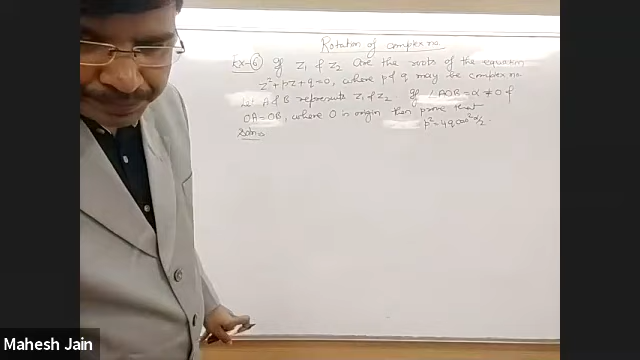 Rotation of complex no.
Ex-6 If Z₁ & Z₂ are the roots of the equation
Z²+pZ+q=0, where p & q may be complex no.
Let A & B represents Z₁ & Z₂ If ∠AOB=α ≠0 &
OA=OB, where O is origin then prove that
p²=4q cos²α/2.
Soln:
Mahesh Jain